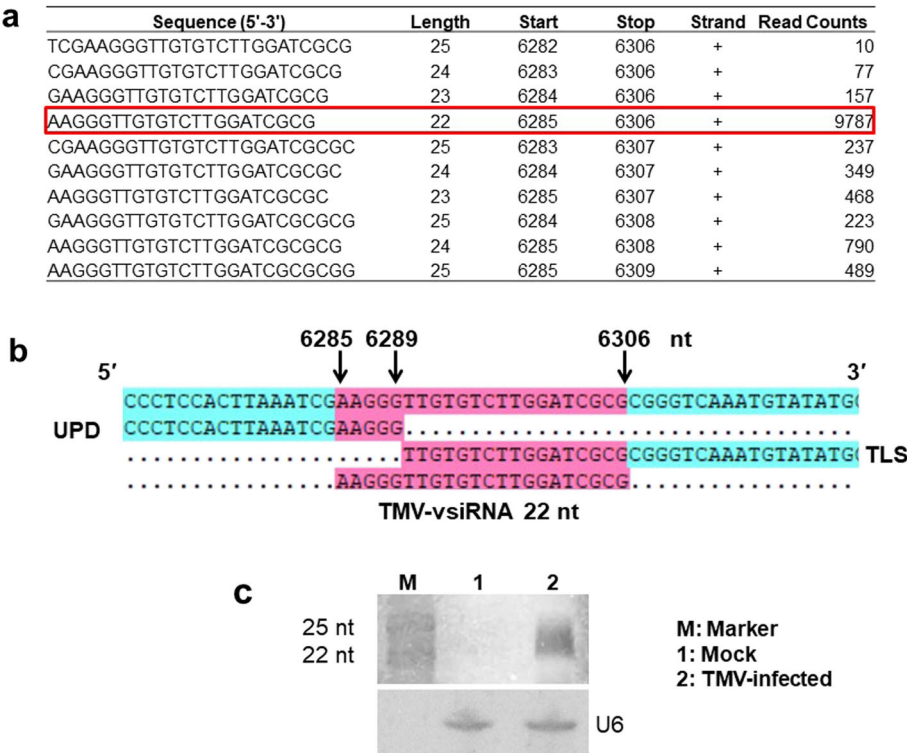 a
Sequence (5'-3') Length Start Stop Strand Read Counts
TCGAAGGGTTGTGTCTTGGATCGCG 25 6282 6306 + 10
CGAAGGGTTGTGTCTTGGATCGCG 24 6283 6306 + 77
GAAGGGTTGTGTCTTGGATCGCG 23 6284 6306 + 157
AAGGGTTGTGTCTTGGATCGCG 22 6285 6306 + 9787
CGAAGGGTTGTGTCTTGGATCGCGC 25 6283 6307 + 237
GAAGGGTTGTGTCTTGGATCGCGC 24 6284 6307 + 349
AAGGGTTGTGTCTTGGATCGCGC 23 6285 6307 + 468
GAAGGGTTGTGTCTTGGATCGCGCG 25 6284 6308 + 223
AAGGGTTGTGTCTTGGATCGCGCG 24 6285 6308 + 790
AAGGGTTGTGTCTTGGATCGCGCGG 25 6285 6309 + 489
b
6285 6289 6306 nt
5′ 3′
CCCTCCACTTAAATCGAAGGGTTGTGTCTTGGATCGCGCGGGTCAAATGTATATGC
UPD CCCTCCACTTAAATCGAAGGG..................................
.....................TTGTGTCTTGGATCGCGCGGGTCAAATGTATATGC TLS
................AAGGGTTGTGTCTTGGATCGCG..................
TMV-vsiRNA 22 nt
c
M 1 2
25 nt
22 nt
U6
M: Marker
1: Mock
2: TMV-infected